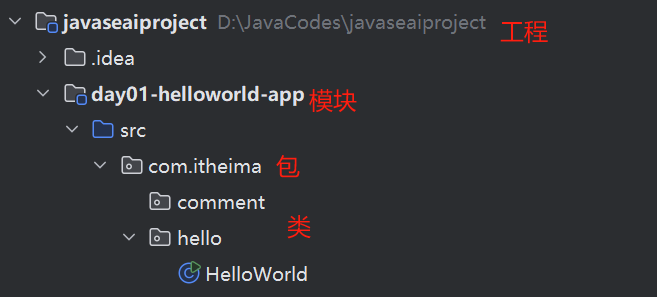 javaseaiproject D:\JavaCodes\javaseaiproject 工程
.idea
day01-helloworld-app 模块
src
com.itheima 包
comment
类
hello
HelloWorld